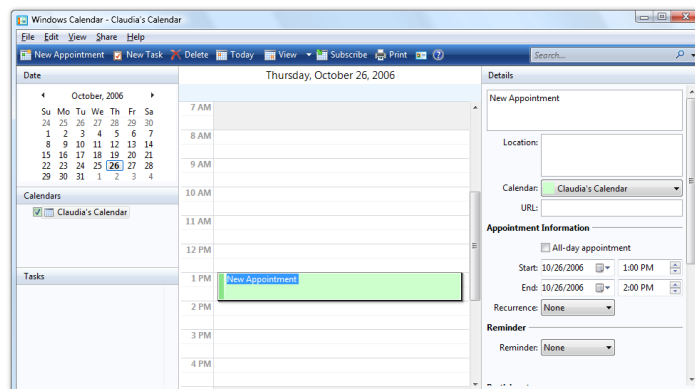 Windows Calendar - Claudia's Calendar
File Edit View Share Help
New Appointment New Task Delete Today View Subscribe Print Search...
Date
October, 2006
Su Mo Tu We Th Fr Sa
24 25 26 27 28 29 30
1 2 3 4 5 6 7
8 9 10 11 12 13 14
15 16 17 18 19 20 21
22 23 24 25 26 27 28
29 30 31 1 2 3 4
Calendars
Claudia's Calendar
Tasks
Thursday, October 26, 2006
7 AM
8 AM
9 AM
10 AM
11 AM
12 PM
1 PM New Appointment
2 PM
3 PM
4 PM
Details
New Appointment
Location:
Calendar: Claudia's Calendar
URL:
Appointment Information
All-day appointment
Start: 10/26/2006 1:00 PM
End: 10/26/2006 2:00 PM
Recurrence: None
Reminder
Reminder: None